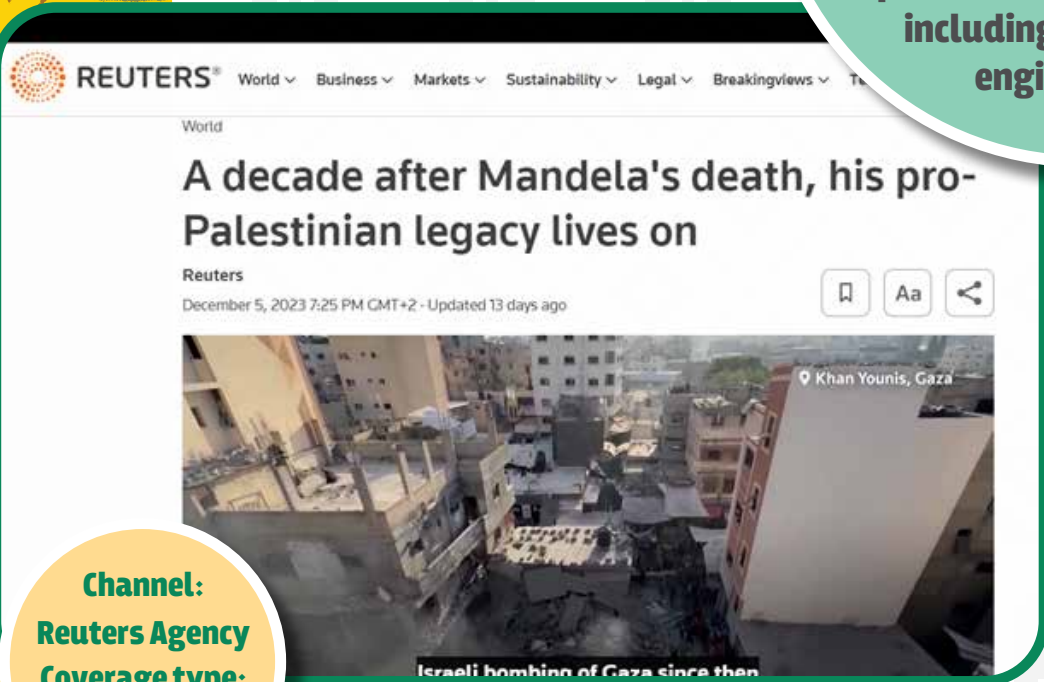 including
engi
REUTERS®
World Business Markets Sustainability Legal Breakingviews
World
A decade after Mandela's death, his pro-
Palestinian legacy lives on
Reuters
December 5, 2023 7:25 PM GMT+2 - Updated 13 days ago
Aa
Khan Younis, Gaza
Israeli bombing of Gaza since then
Channel:
Reuters Agency
Coverage type: